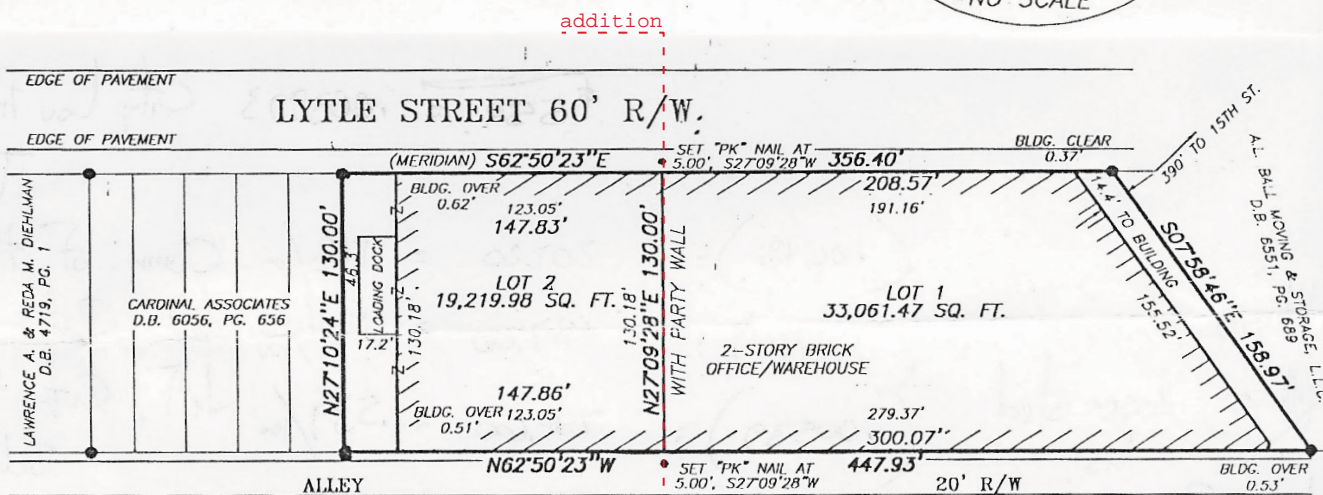 NO SCALE
addition
EDGE OF PAVEMENT
LYTLE STREET 60' R/W.
EDGE OF PAVEMENT
(MERIDIAN) S62°50'23"E
SET "PK" NAIL AT
5.00', S27°09'28"W
356.40'
BLDG. CLEAR
0.37'
390' TO 15TH ST.
A.L. BALL MOVING & STORAGE, L.L.C.
D.B. 6551, PG. 689
LAWRENCE A. & REDA M. DIEHLMAN
D.B. 4719, PG. 1
CARDINAL ASSOCIATES
D.B. 6056, PG. 656
N27°10'24"E 130.00'
46.3'
LOADING DOCK
17.2'
130.18'
BLDG. OVER
0.62'
123.05'
147.83'
LOT 2
19,219.98 SQ. FT.
147.86'
BLDG. OVER
0.51'
123.05'
130.18'
N27°09'28"E 130.00'
WITH PARTY WALL
208.57'
191.16'
LOT 1
33,061.47 SQ. FT.
2-STORY BRICK
OFFICE/WAREHOUSE
279.37'
300.07'
14.4' TO BUILDING
155.52'
S07°58'46"E 158.97'
N62°50'23"W
SET "PK" NAIL AT
5.00', S27°09'28"W
447.93'
BLDG. OVER
0.53'
ALLEY
20' R/W